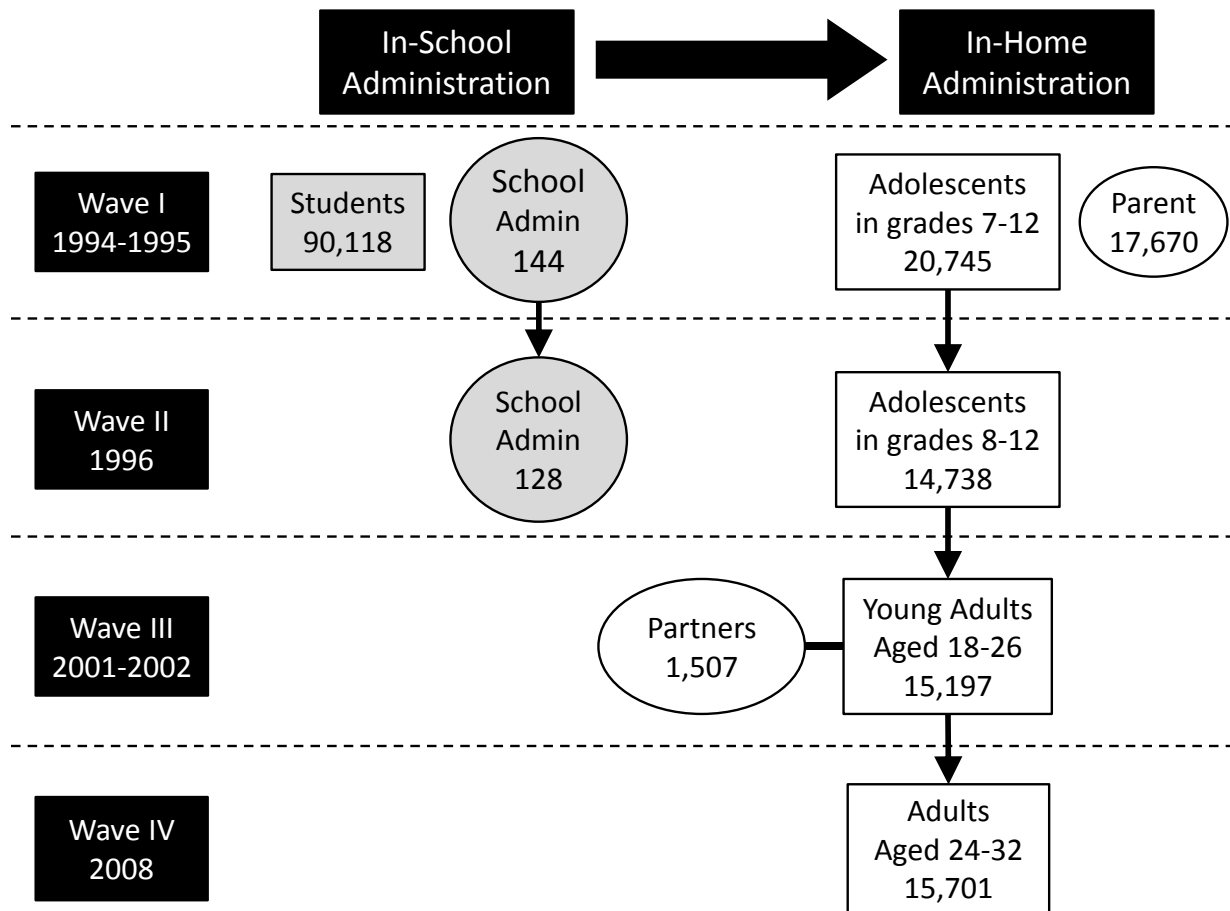 In-School
Administration
In-Home
Administration
Wave I
1994-1995
Students
90,118
School
Admin
144
Adolescents
in grades 7-12
20,745
Parent
17,670
Wave II
1996
School
Admin
128
Adolescents
in grades 8-12
14,738
Wave III
2001-2002
Partners
1,507
Young Adults
Aged 18-26
15,197
Wave IV
2008
Adults
Aged 24-32
15,701